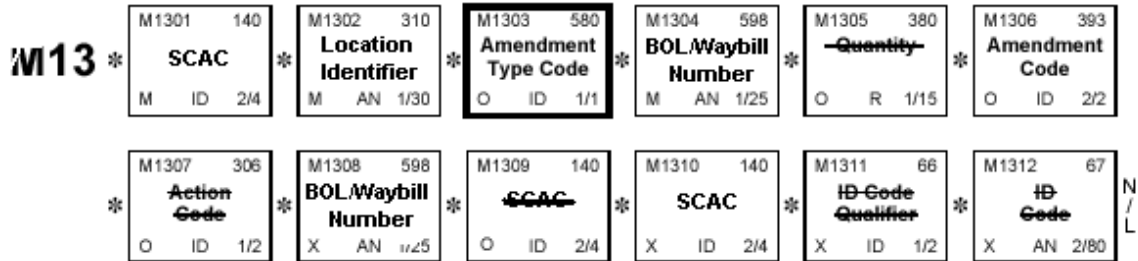 M13 * M1301 140 SCAC M ID 2/4 * M1302 310 Location Identifier M AN 1/30 * M1303 580 Amendment Type Code O ID 1/1 * M1304 598 BOL/Waybill Number M AN 1/25 * M1305 380 Quantity O R 1/15 * M1306 393 Amendment Code O ID 2/2
* M1307 306 Action Code O ID 1/2 * M1308 598 BOL/Waybill Number X AN 1/25 * M1309 140 SCAC O ID 2/4 * M1310 140 SCAC X ID 2/4 * M1311 66 ID Code Qualifier X ID 1/2 * M1312 67 ID Code X AN 2/80 N/L